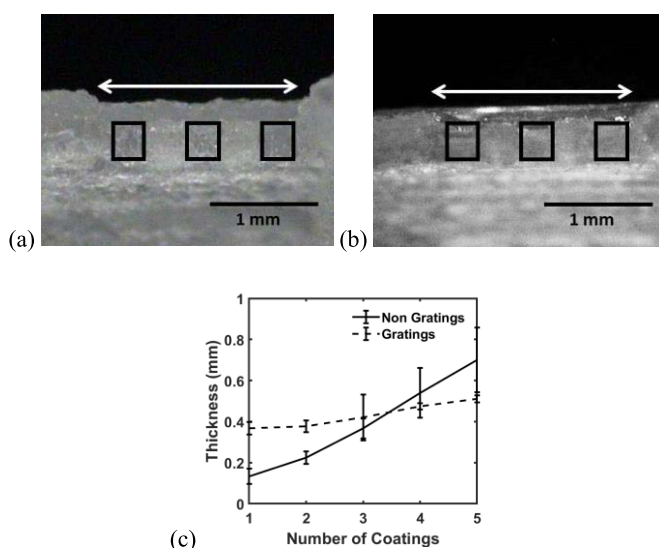 1 mm
(a)
1 mm
(b)
1
0.8
0.6
0.4
0.2
0
Thickness (mm)
Non Gratings
Gratings
1 2 3 4 5
Number of Coatings
(c)